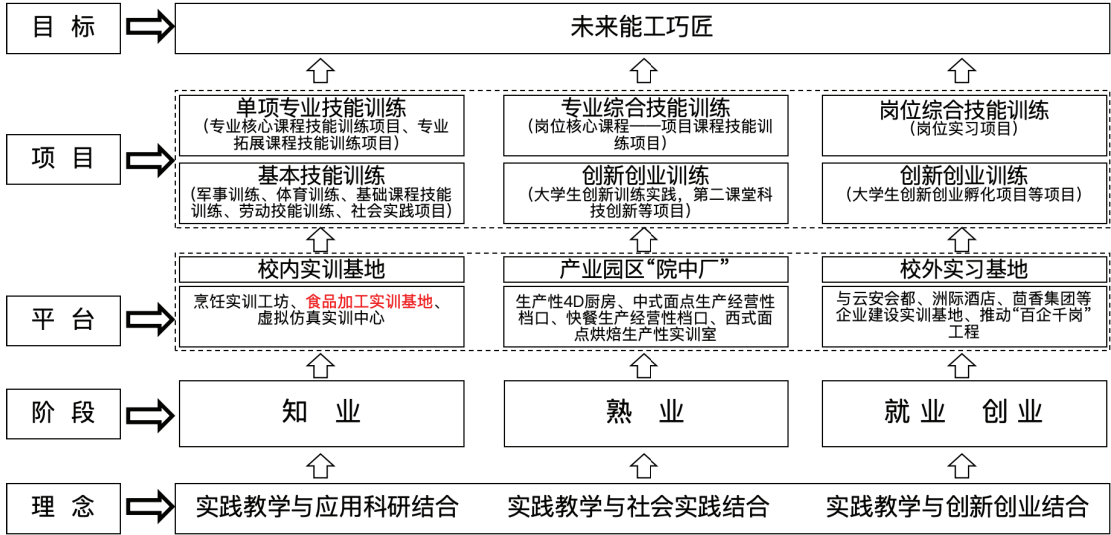 目 标
未来能工巧匠
项 目
单项专业技能训练
（专业核心课程技能训练项目、专业
拓展课程技能训练项目）
专业综合技能训练
（岗位核心课程——项目课程技能训
练项目）
岗位综合技能训练
（岗位实习项目）
基本技能训练
（军事训练、体育训练、基础课程技能
训练、劳动投能训练、社会实践项目）
创新创业训练
（大学生创新训练实践，第二课堂科
技创新等项目）
创新创业训练
（大学生创新创业孵化项目等项目）
平 台
校内实训基地
产业园区“院中厂”
校外实习基地
烹饪实训工坊、食品加工实训基地、
虚拟仿真实训中心
生产性4D厨房、中式面点生产经营性
档口、快餐生产经营性档口、西式面
点烘焙生产性实训室
与云安会都、洲际酒店、茴香集团等
企业建设实训基地、推动“百企千岗”
工程
阶 段
知 业
熟 业
就 业 创 业
理 念
实践教学与应用科研结合
实践教学与社会实践结合
实践教学与创新创业结合